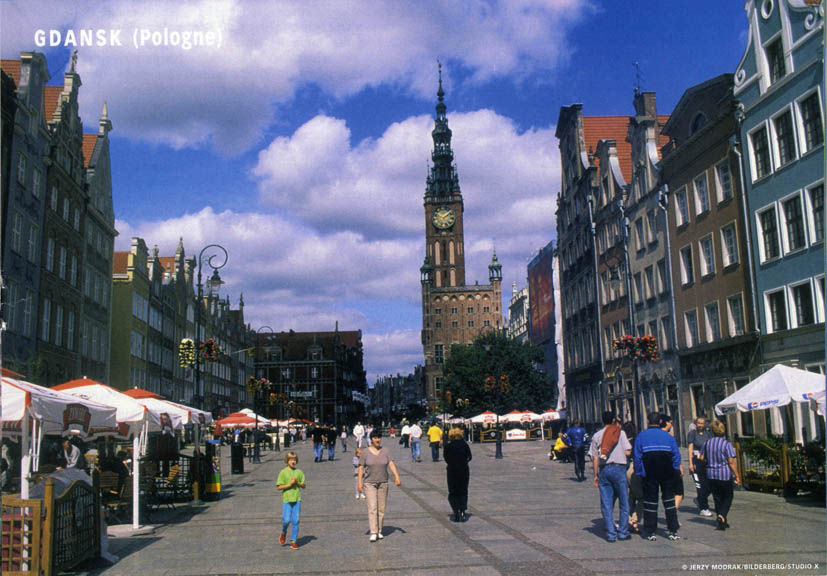 GDANSK (Pologne)
PEPSI
© JERZY MODRAK/BILDERBERG/STUDIO X